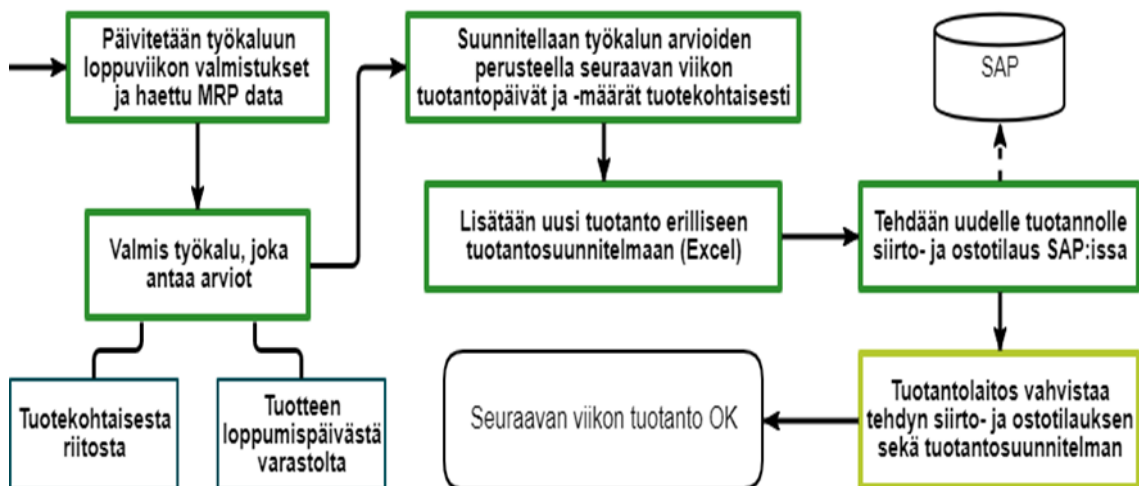 Päivitetään työkaluun
loppuviikon valmistukset
ja haettu MRP data
Suunnitellaan työkalun arvioiden
perusteella seuraavan viikon
tuotantopäivät ja -määrät tuotekohtaisesti
SAP
Valmis työkalu, joka
antaa arviot
Lisätään uusi tuotanto erilliseen
tuotantosuunnitelmaan (Excel)
Tehdään uudelle tuotannolle
siirto- ja ostotilaus SAP:issa
Tuotekohtaisesta
riitosta
Tuotteen
loppumispäivästä
varastolta
Seuraavan viikon tuotanto OK
Tuotantolaitos vahvistaa
tehdyn siirto- ja ostotilauksen
sekä tuotantosuunnitelman